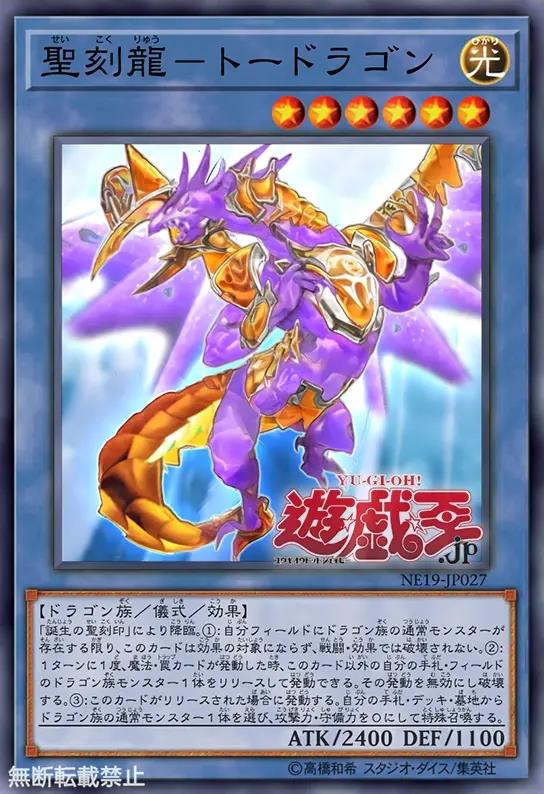 聖刻龍－トードラゴン
せい こく りゅう
光
ひかり
YU-GI-OH!
遊☆戯☆王
.jp
NE19-JP027
【ドラゴン族／儀式／効果】
「誕生の聖刻印」により降臨。①：自分フィールドにドラゴン族の通常モンスターが
存在する限り、このカードは効果の対象にならず、戦闘・効果では破壊されない。②：
1ターンに1度、魔法・罠カードが発動した時、このカード以外の自分の手札・フィールド
のドラゴン族モンスター1体をリリースして発動できる。その発動を無効にし破壊
する。③：このカードがリリースされた場合に発動する。自分の手札・デッキ・墓地から
ドラゴン族の通常モンスター1体を選び、攻撃力・守備力を０にして特殊召喚する。
ATK/2400 DEF/1100
無断転載禁止
©高橋和希 スタジオ・ダイス/集英社